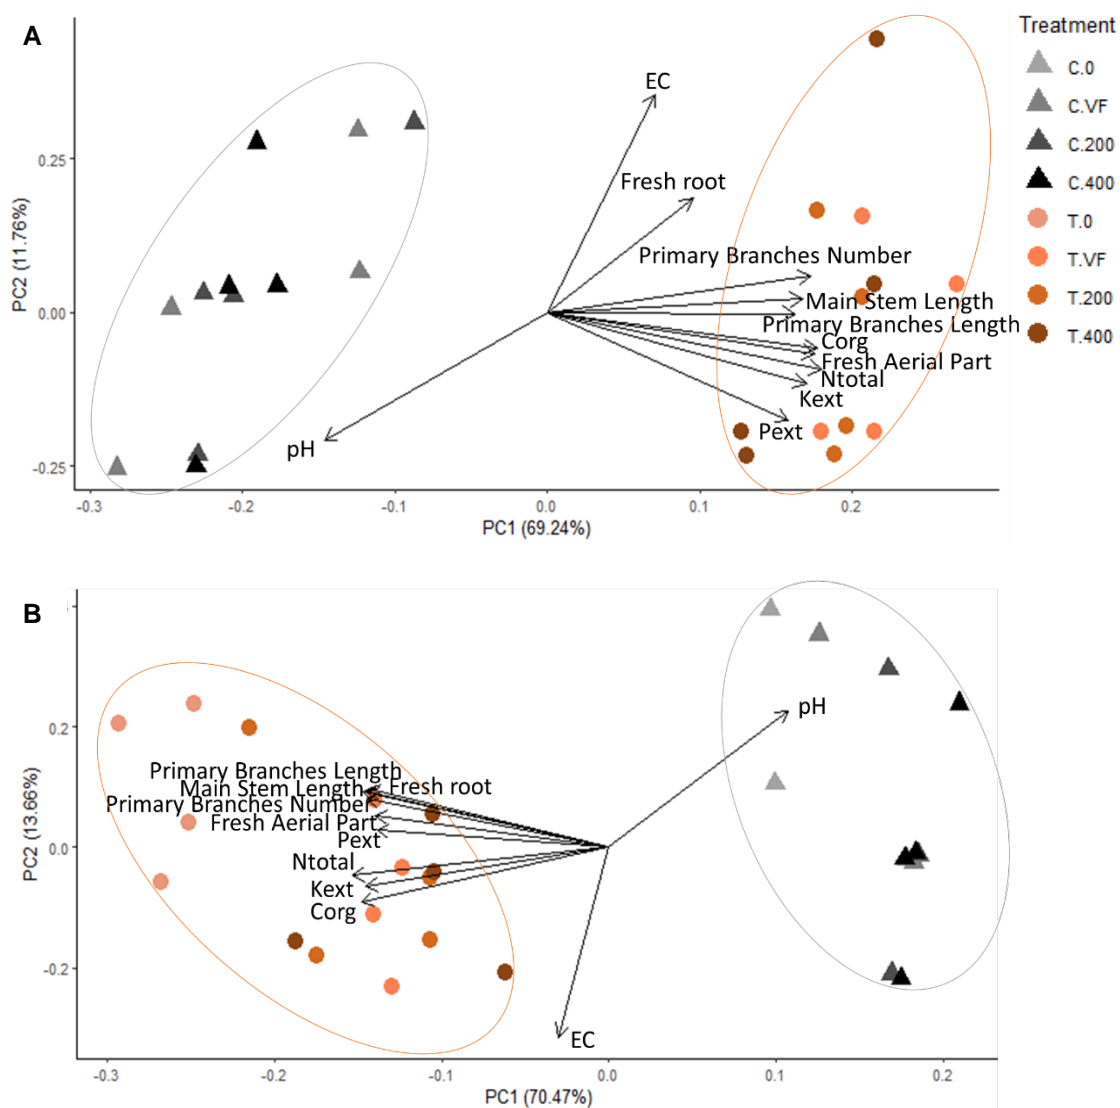 A
Treatment
C.0
C.VF
C.200
C.400
T.0
T.VF
T.200
T.400
EC
Fresh root
Primary Branches Number
Main Stem Length
Primary Branches Length
Corg
Fresh Aerial Part
Ntotal
Kext
Pext
pH
PC2 (11.76%)
0.25
0.00
-0.25
-0.3
-0.2
-0.1
0.0
0.1
0.2
PC1 (69.24%)
B
pH
Primary Branches Length
Main Stem Length
Fresh root
Primary Branches Number
Fresh Aerial Part
Pext
Ntotal
Kext
Corg
EC
PC2 (13.66%)
0.2
0.0
-0.2
-0.3
-0.2
-0.1
0.0
0.1
0.2
PC1 (70.47%)